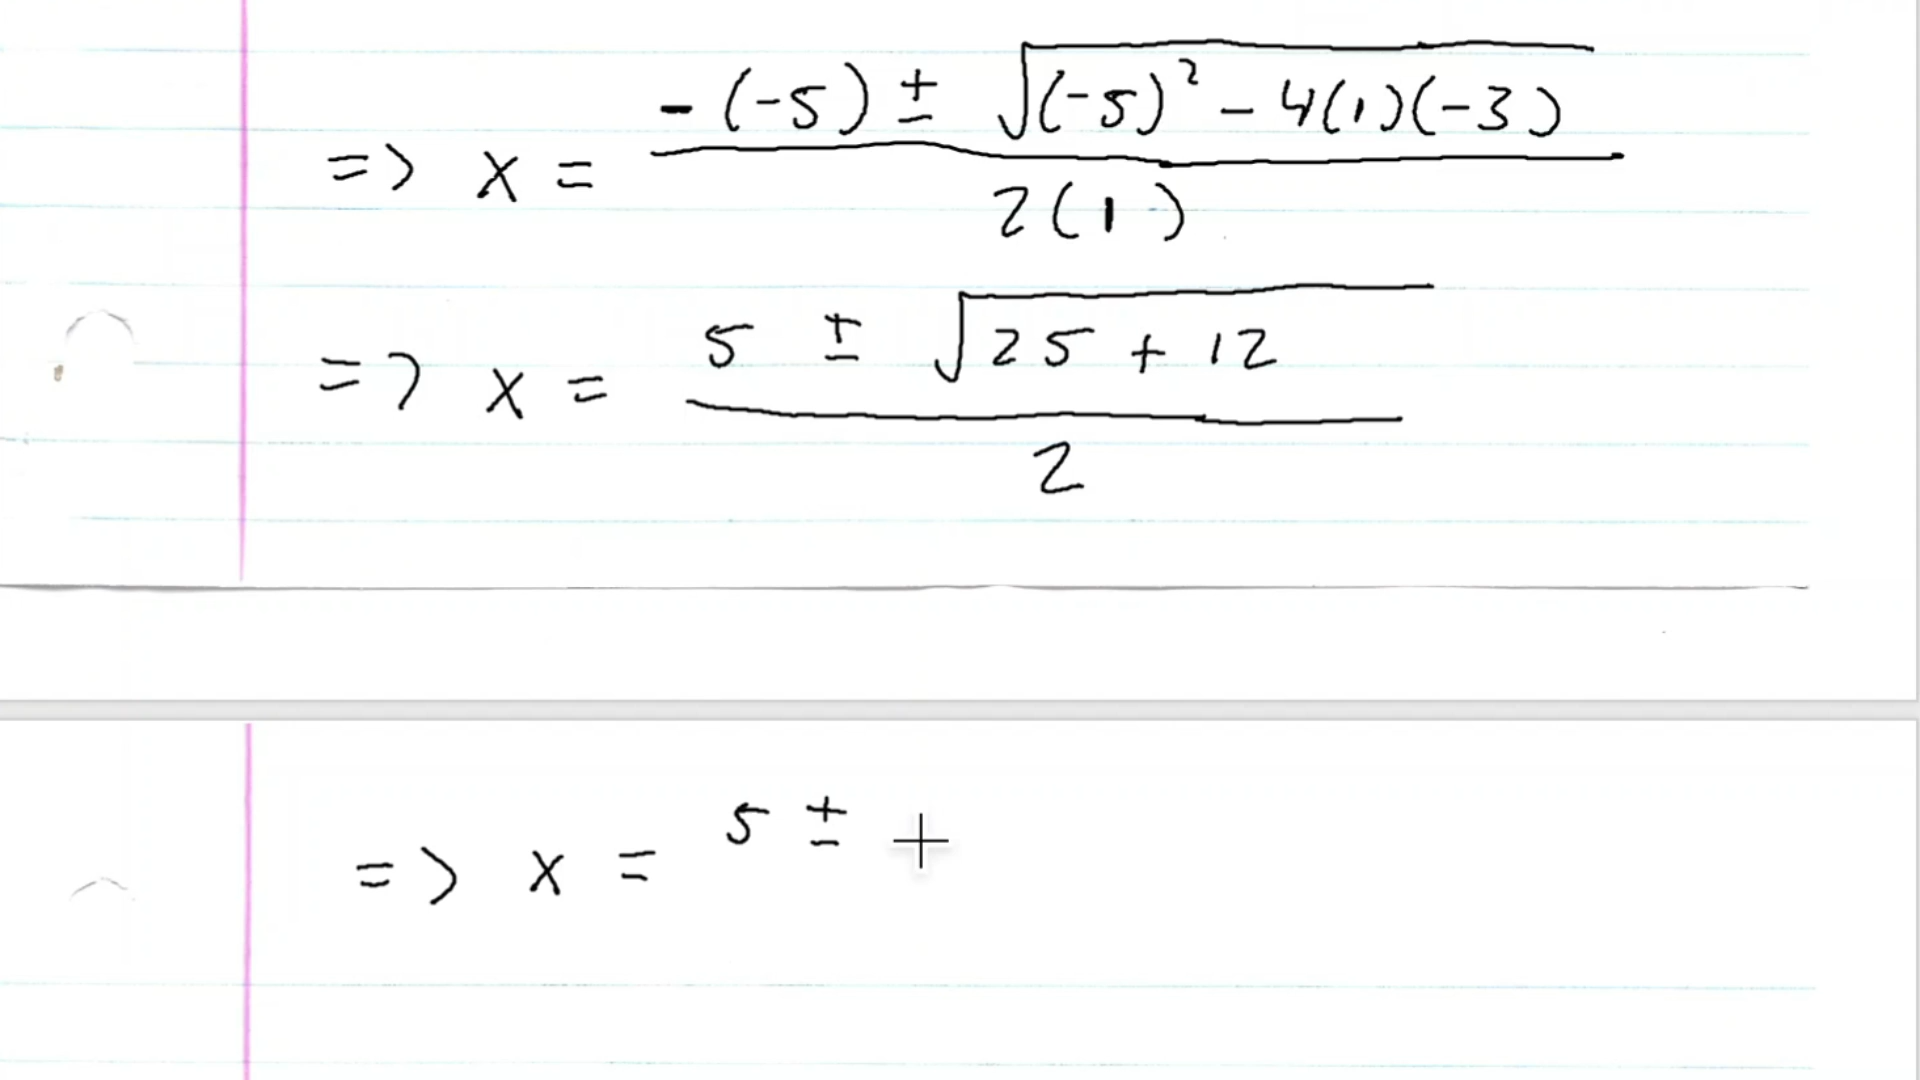 => x = -(-5) ± √((-5)² - 4(1)(-3)) / 2(1)
=> x = 5 ± √(25 + 12) / 2
=> x = 5 ±